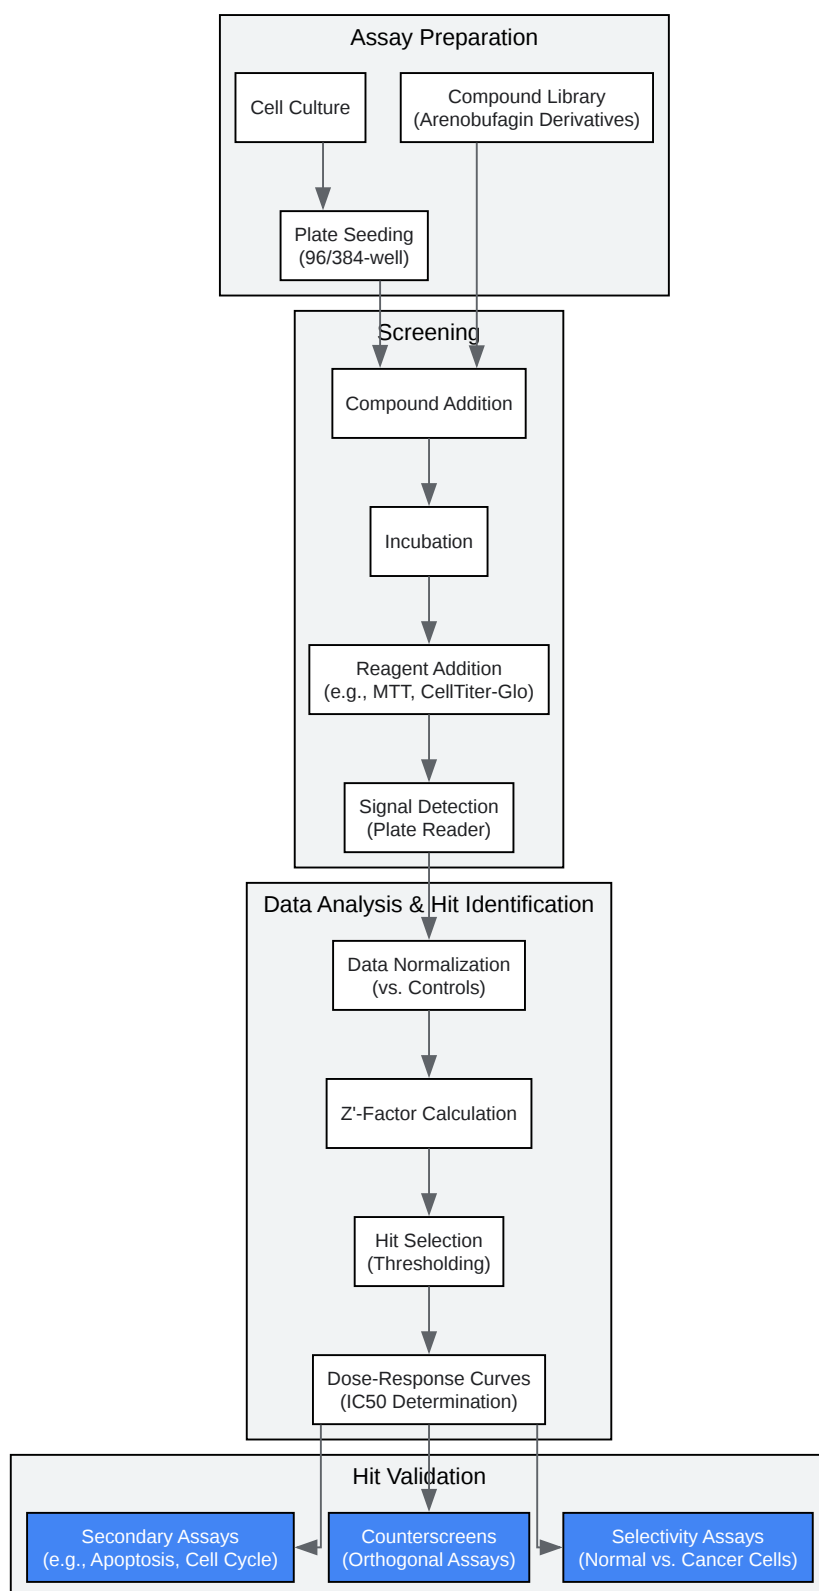 Assay Preparation
Cell Culture
Compound Library
(Arenobufagin Derivatives)
Plate Seeding
(96/384-well)
Screening
Compound Addition
Incubation
Reagent Addition
(e.g., MTT, CellTiter-Glo)
Signal Detection
(Plate Reader)
Data Analysis & Hit Identification
Data Normalization
(vs. Controls)
Z'-Factor Calculation
Hit Selection
(Thresholding)
Dose-Response Curves
(IC50 Determination)
Hit Validation
Secondary Assays
(e.g., Apoptosis, Cell Cycle)
Counterscreens
(Orthogonal Assays)
Selectivity Assays
(Normal vs. Cancer Cells)